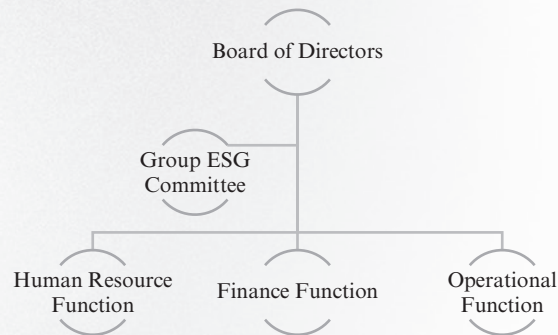 Board of Directors
Group ESG
Committee
Human Resource
Function
Finance Function
Operational
Function